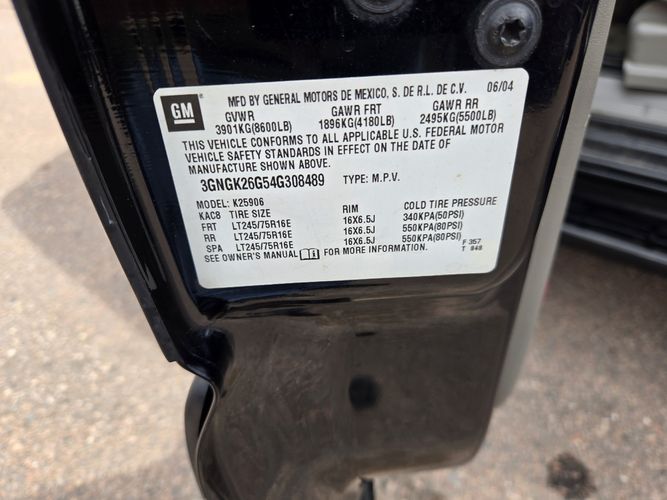 GM
MFD BY GENERAL MOTORS DE MEXICO, S. DE R.L. DE C.V. 06/04
GVWR GAWR FRT GAWR RR
3901KG(8600LB) 1896KG(4180LB) 2495KG(5500LB)
THIS VEHICLE CONFORMS TO ALL APPLICABLE U.S. FEDERAL MOTOR
VEHICLE SAFETY STANDARDS IN EFFECT ON THE DATE OF
MANUFACTURE SHOWN ABOVE.
3GNGK26G54G308489 TYPE: M.P.V.
MODEL: K25906
KAC8 TIRE SIZE RIM COLD TIRE PRESSURE
FRT LT245/75R16E 16X6.5J 340KPA(50PSI)
RR LT245/75R16E 16X6.5J 550KPA(80PSI)
SPA LT245/75R16E 16X6.5J 550KPA(80PSI)
SEE OWNER'S MANUAL FOR MORE INFORMATION.
F 357
T 848